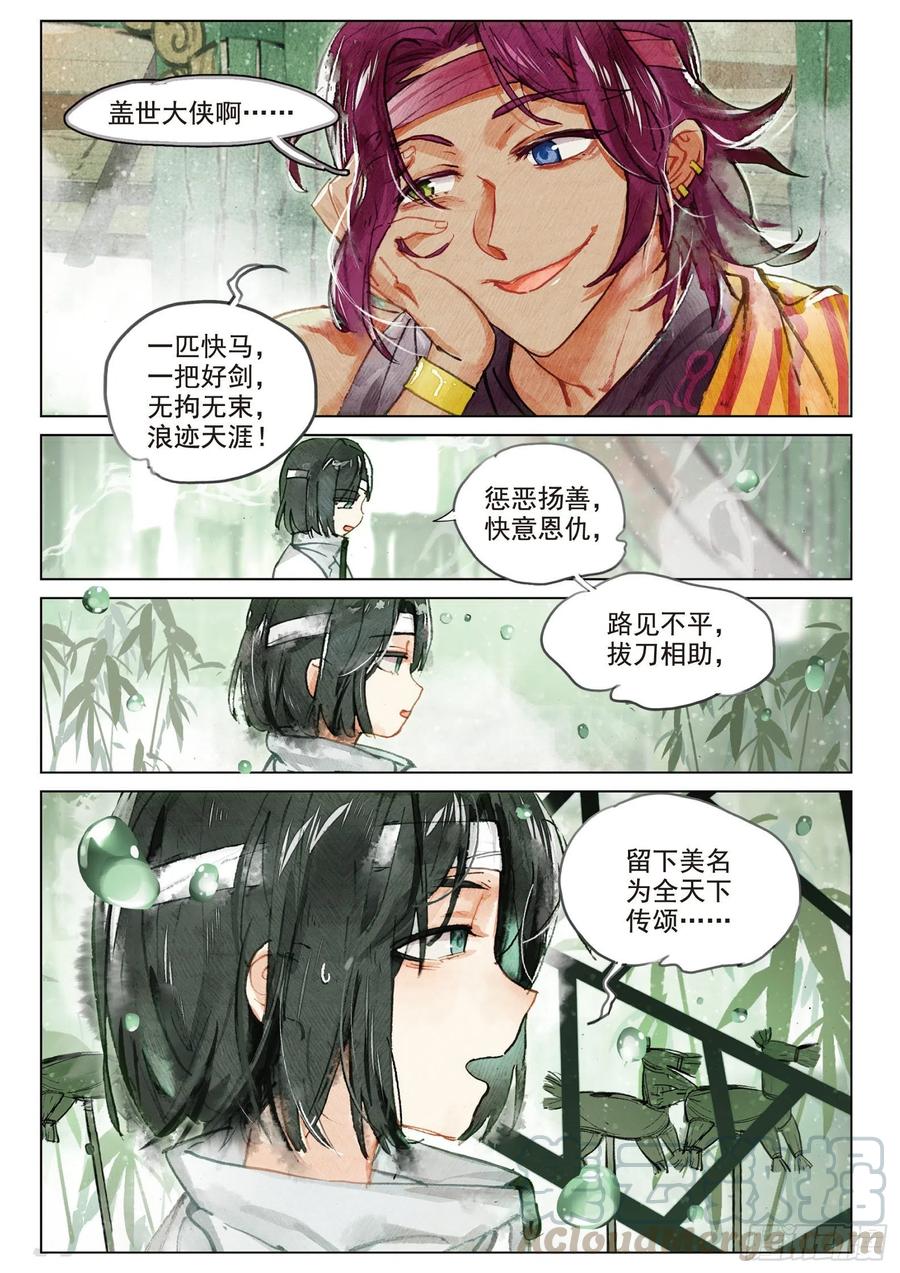 盖世大侠啊……
一匹快马，
一把好剑，
无拘无束，
浪迹天涯！
惩恶扬善，
快意恩仇，
路见不平，
拔刀相助，
留下美名
为全天下
传颂……
AcloudMerge.com